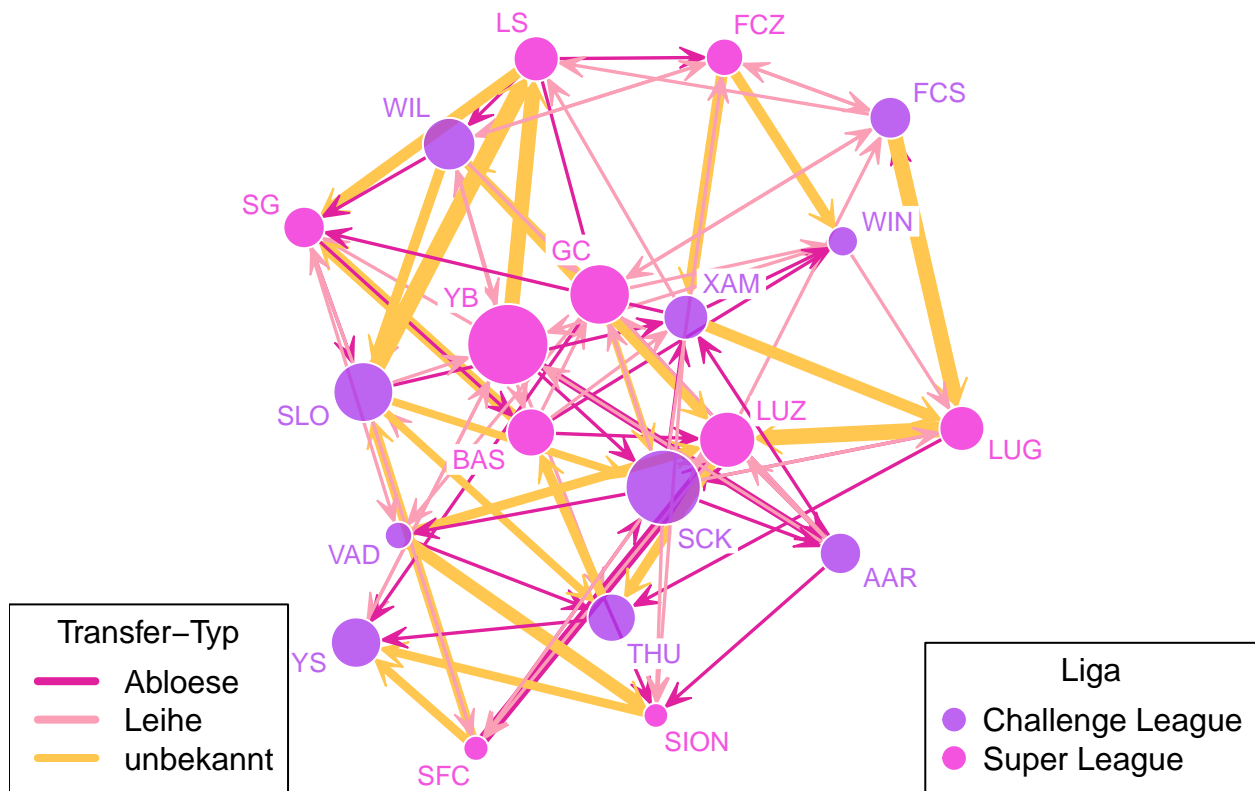 LS
FCZ
FCS
WIL
SG
WIN
GC
XAM
YB
SLO
LUZ
BAS
LUG
SCK
VAD
AAR
THU
YS
SION
SFC
Transfer–Typ
Abloese
Leihe
unbekannt
Liga
Challenge League
Super League